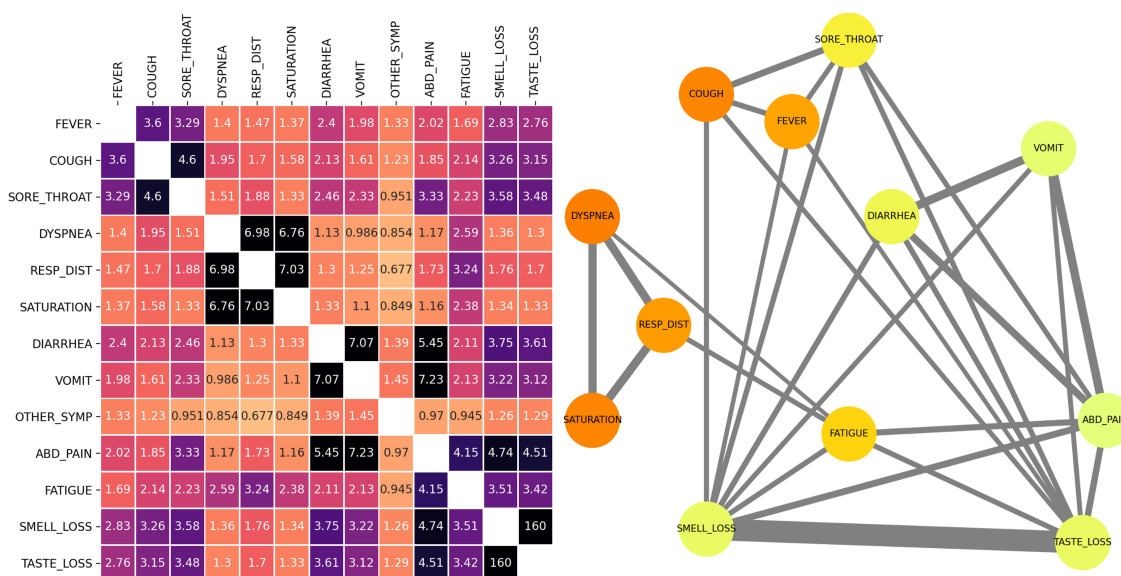 FEVER COUGH SORE_THROAT DYSPNEA RESP_DIST SATURATION DIARRHEA VOMIT OTHER_SYMP ABD_PAIN FATIGUE SMELL_LOSS TASTE_LOSS
FEVER 3.6 3.29 1.4 1.47 1.37 2.4 1.98 1.33 2.02 1.69 2.83 2.76
COUGH 3.6 4.6 1.95 1.7 1.58 2.13 1.61 1.23 1.85 2.14 3.26 3.15
SORE_THROAT 3.29 4.6 1.51 1.88 1.33 2.46 2.33 0.951 3.33 2.23 3.58 3.48
DYSPNEA 1.4 1.95 1.51 6.98 6.76 1.13 0.986 0.854 1.17 2.59 1.36 1.3
RESP_DIST 1.47 1.7 1.88 6.98 7.03 1.3 1.25 0.677 1.73 3.24 1.76 1.7
SATURATION 1.37 1.58 1.33 6.76 7.03 1.33 1.1 0.849 1.16 2.38 1.34 1.33
DIARRHEA 2.4 2.13 2.46 1.13 1.3 1.33 7.07 1.39 5.45 2.11 3.75 3.61
VOMIT 1.98 1.61 2.33 0.986 1.25 1.1 7.07 1.45 7.23 2.13 3.22 3.12
OTHER_SYMP 1.33 1.23 0.951 0.854 0.677 0.849 1.39 1.45 0.97 0.945 1.26 1.29
ABD_PAIN 2.02 1.85 3.33 1.17 1.73 1.16 5.45 7.23 0.97 4.15 4.74 4.51
FATIGUE 1.69 2.14 2.23 2.59 3.24 2.38 2.11 2.13 0.945 4.15 3.51 3.42
SMELL_LOSS 2.83 3.26 3.58 1.36 1.76 1.34 3.75 3.22 1.26 4.74 3.51 160
TASTE_LOSS 2.76 3.15 3.48 1.3 1.7 1.33 3.61 3.12 1.29 4.51 3.42 160
SORE_THROAT
COUGH
FEVER
VOMIT
DYSPNEA
DIARRHEA
RESP_DIST
SATURATION
ABD_PAI
FATIGUE
SMELL_LOSS
TASTE_LOSS